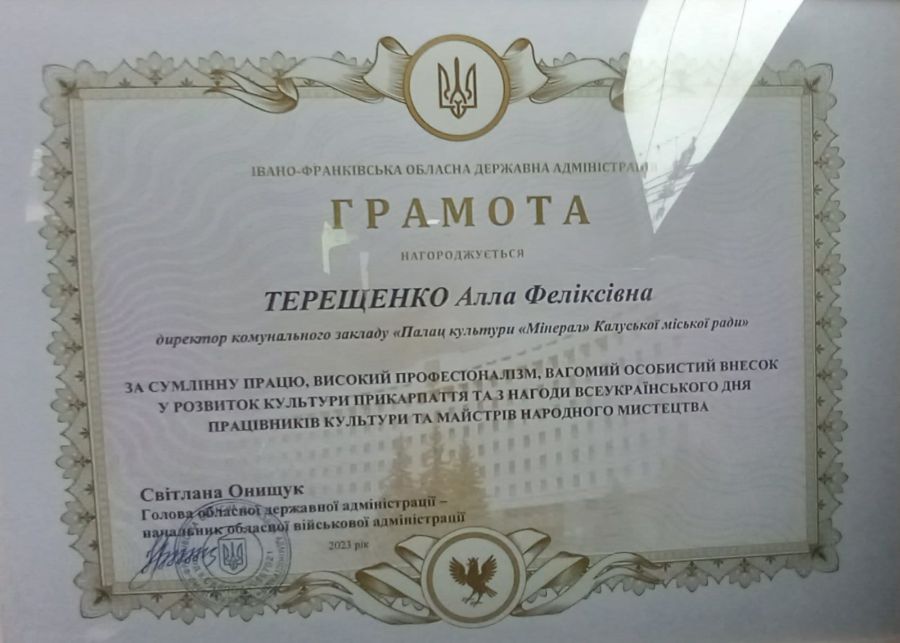 ІВАНО-ФРАНКІВСЬКА ОБЛАСНА ДЕРЖАВНА АДМІНІСТРАЦІЯ
ГРАМОТА
НАГОРОДЖУЄТЬСЯ
ТЕРЕЩЕНКО Алла Феліксівна
директор комунального закладу «Палац культури «Мінерал» Калуської міської ради»
ЗА СУМЛІННУ ПРАЦЮ, ВИСОКИЙ ПРОФЕСІОНАЛІЗМ, ВАГОМИЙ ОСОБИСТИЙ ВНЕСОК
У РОЗВИТОК КУЛЬТУРИ ПРИКАРПАТТЯ ТА З НАГОДИ ВСЕУКРАЇНСЬКОГО ДНЯ
ПРАЦІВНИКІВ КУЛЬТУРИ ТА МАЙСТРІВ НАРОДНОГО МИСТЕЦТВА
Світлана Онищук
Голова обласної державної адміністрації –
начальник обласної військової адміністрації
2023 рік